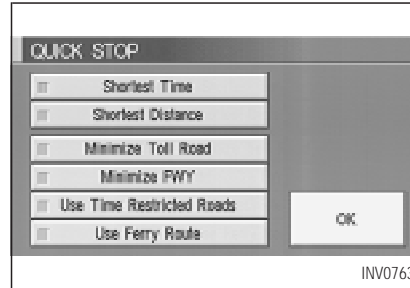 QUICK STOP
Shortest Time
Shortest Distance
Minimize Toll Road
Minimize FWY
Use Time Restricted Roads
Use Ferry Route
OK
INV0763